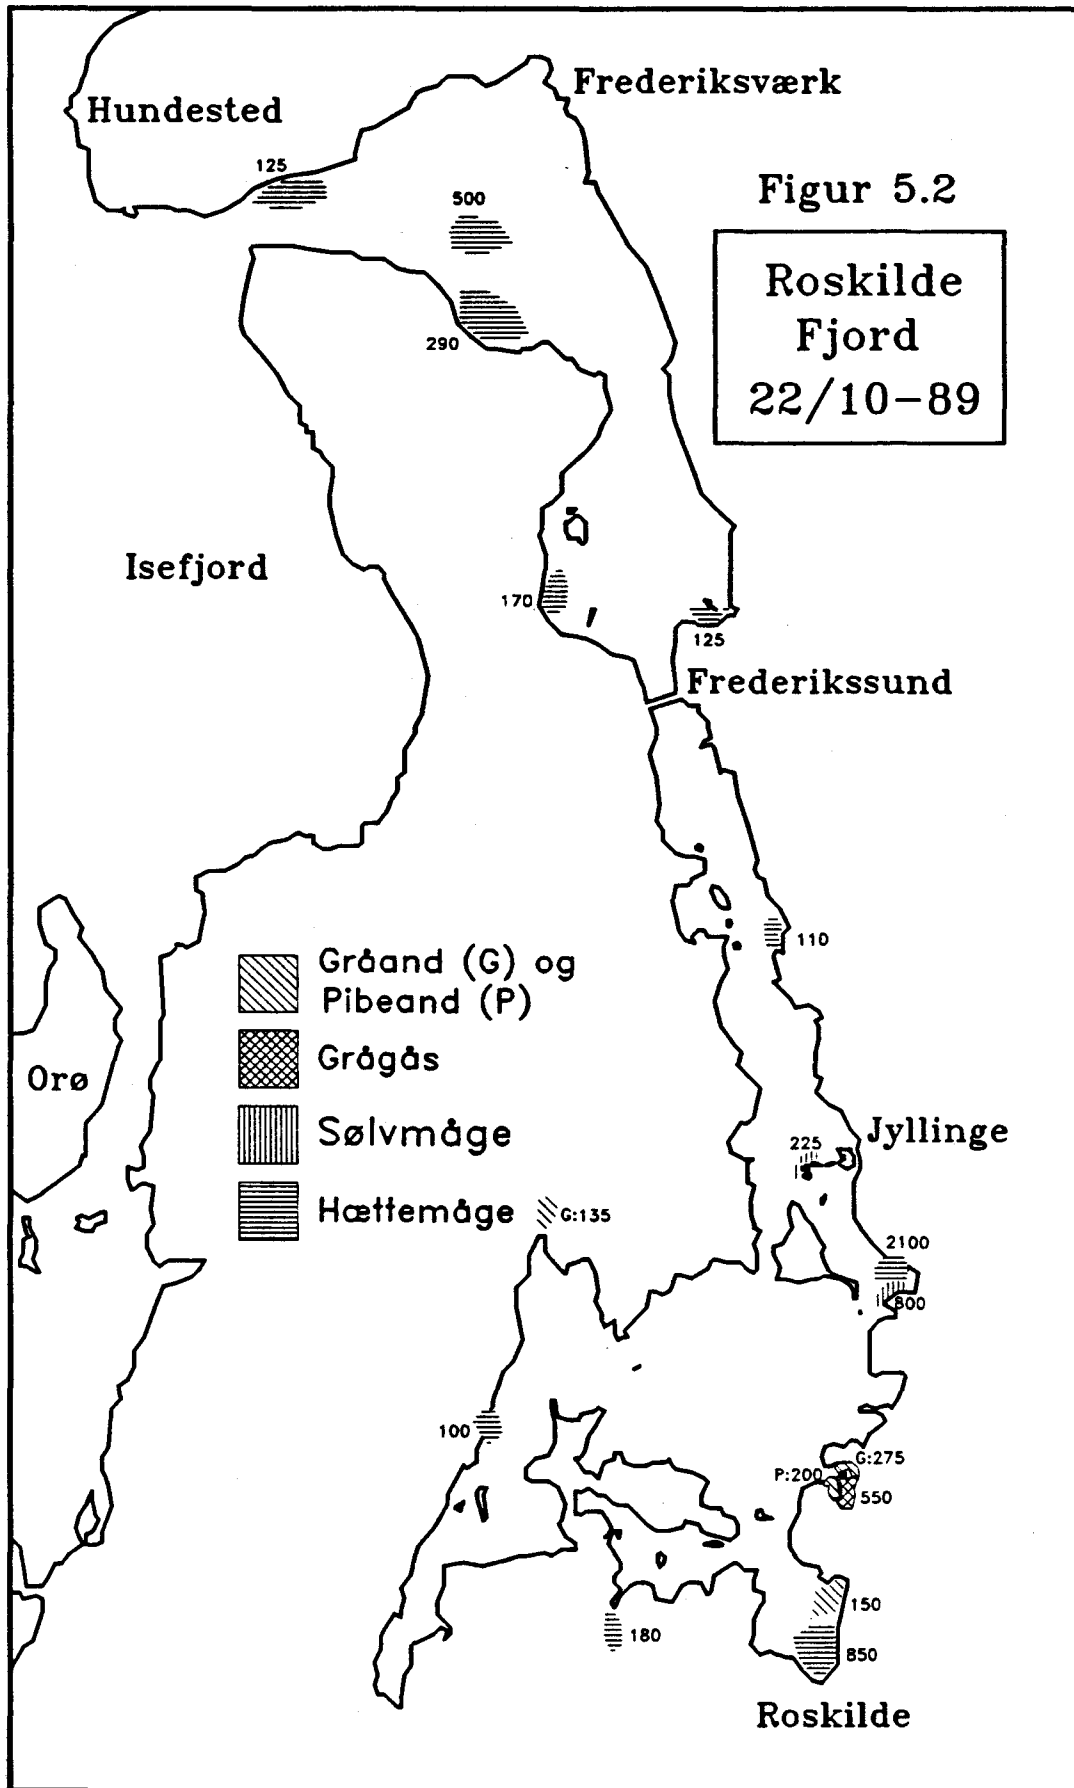 Frederiksværk
Hundested
125
500
Figur 5.2
Roskilde
Fjord
22/10-89
290
Isefjord
170
125
Frederikssund
110
Gråand (G) og
Pibeand (P)
Grågås
Orø
Sølvmåge
Jyllinge
225
Hættemåge
G:135
2100
800
100
G:275
P:200
550
150
180
850
Roskilde